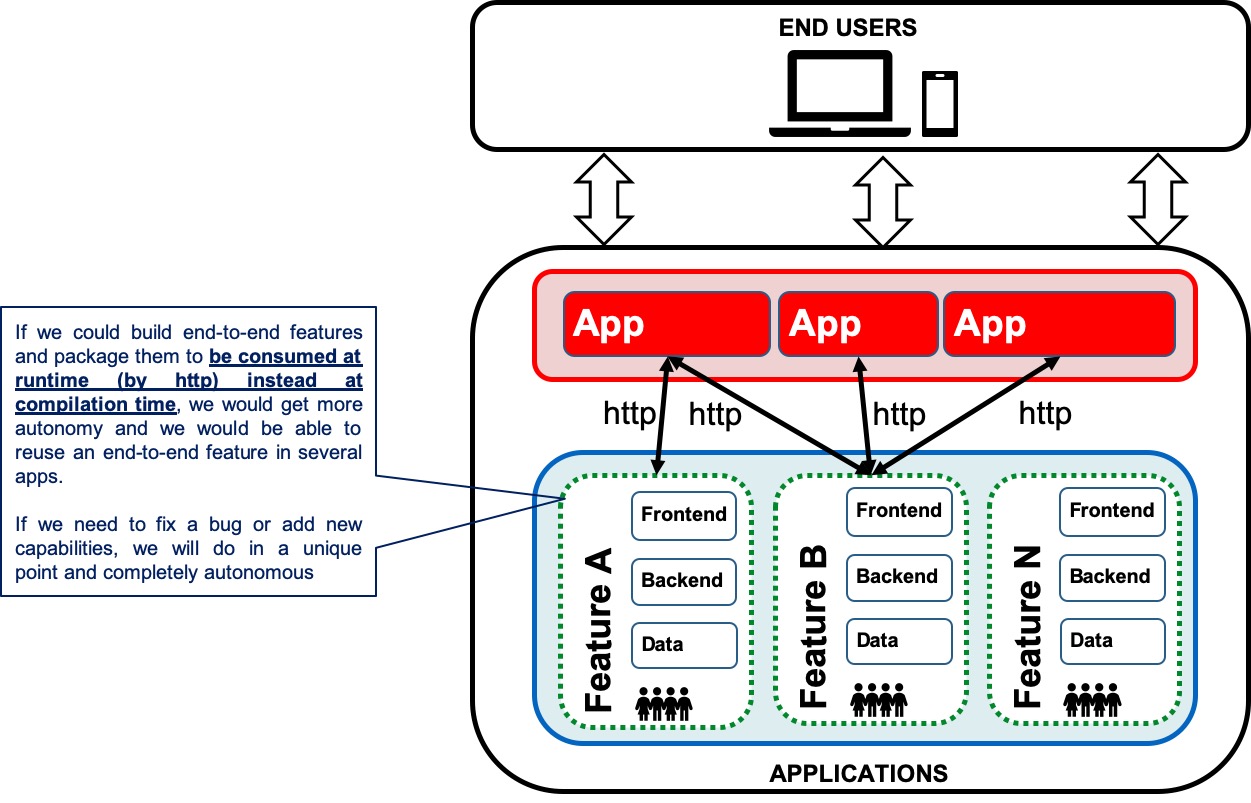 END USERS
App
App
App
If we could build end-to-end features
and package them to be consumed at
runtime (by http) instead at
compilation time, we would get more
autonomy and we would be able to
reuse an end-to-end feature in several
apps.
If we need to fix a bug or add new
capabilities, we will do in a unique
point and completely autonomous
http
http
http
http
Feature A
Frontend
Backend
Data
Feature B
Frontend
Backend
Data
Feature N
Frontend
Backend
Data
APPLICATIONS